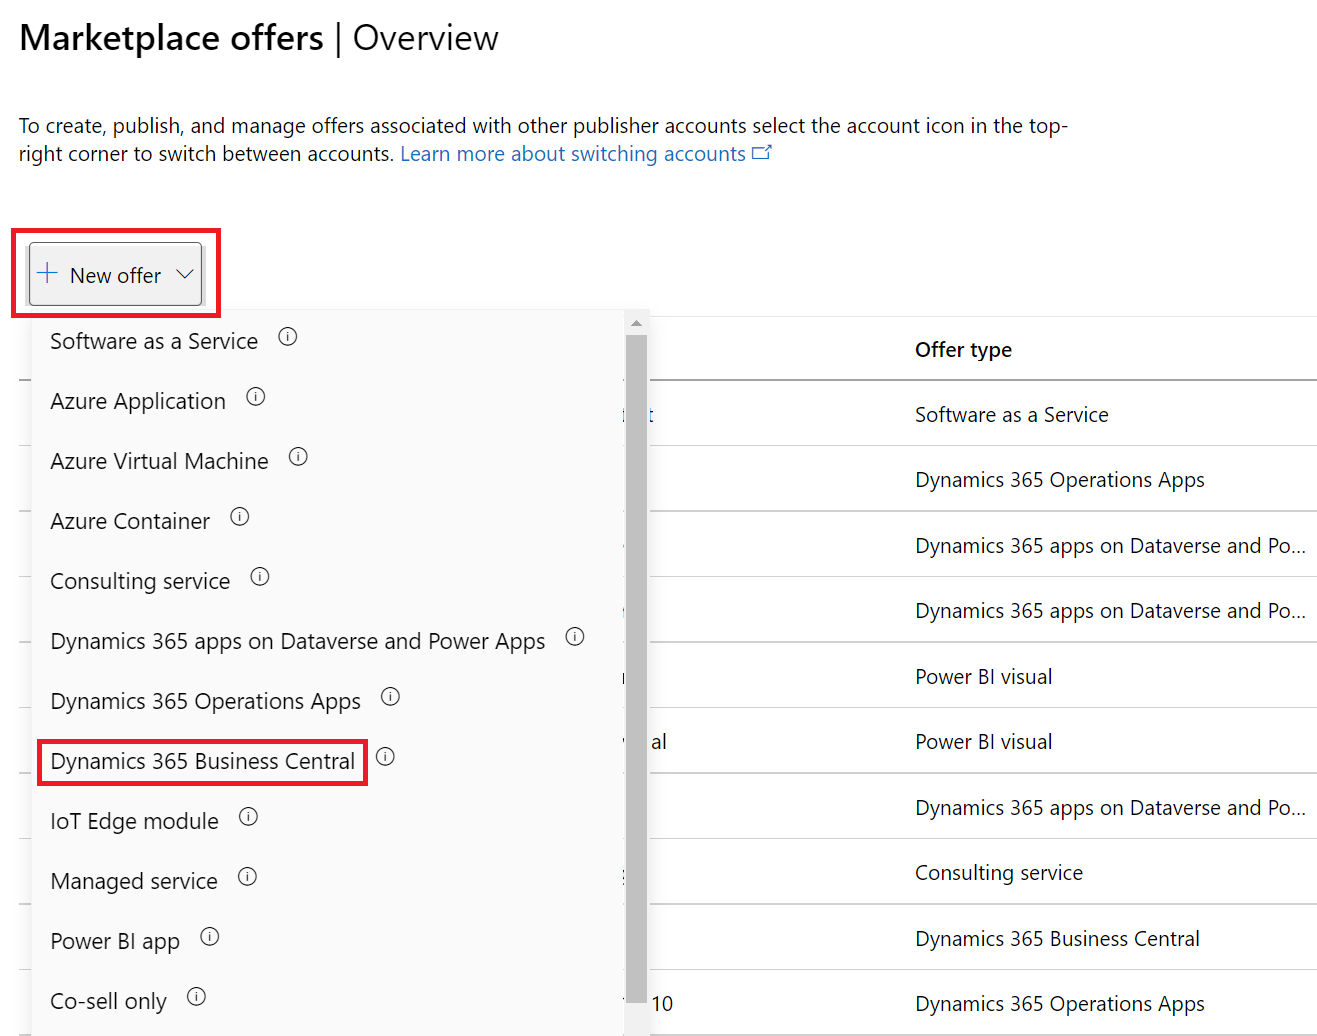 Marketplace offers | Overview
To create, publish, and manage offers associated with other publisher accounts select the account icon in the top-
right corner to switch between accounts. Learn more about switching accounts
New offer
Software as a Service
Azure Application
Azure Virtual Machine
Azure Container
Consulting service
Dynamics 365 apps on Dataverse and Power Apps
Dynamics 365 Operations Apps
Dynamics 365 Business Central
IoT Edge module
Managed service
Power BI app
Co-sell only
al
10
Offer type
Software as a Service
Dynamics 365 Operations Apps
Dynamics 365 apps on Dataverse and Po...
Dynamics 365 apps on Dataverse and Po...
Power BI visual
Power BI visual
Dynamics 365 apps on Dataverse and Po...
Consulting service
Dynamics 365 Business Central
Dynamics 365 Operations Apps